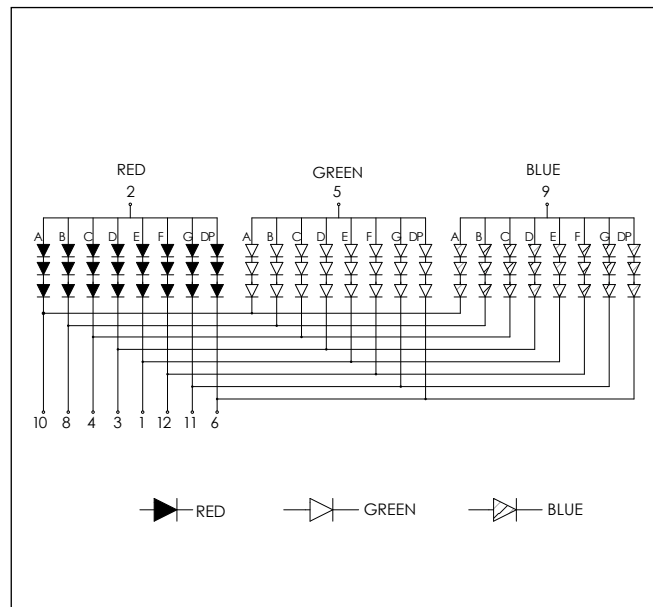 RED GREEN BLUE
2 5 9
A B C D E F G DP A B C D E F G DP A B C D E F G DP
10 8 4 3 1 12 11 6
RED GREEN BLUE